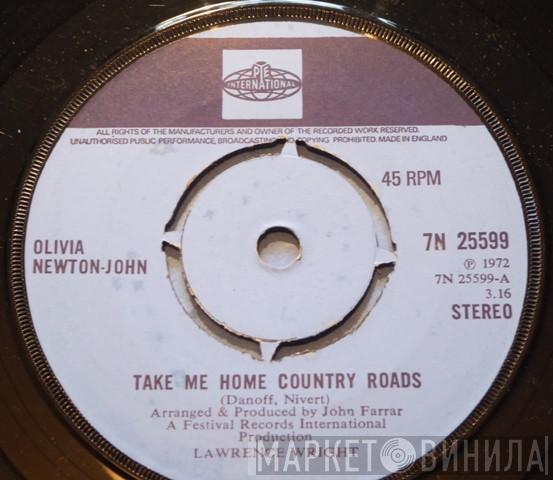 PYE
INTERNATIONAL
ALL RIGHTS OF THE MANUFACTURERS AND OWNER OF THE RECORDED WORK RESERVED.
UNAUTHORISED PUBLIC PERFORMANCE, BROADCASTING AND COPYING PROHIBITED. MADE IN ENGLAND
45 RPM
OLIVIA
NEWTON-JOHN
7N 25599
Ⓟ 1972
7N 25599-A
3.16
STEREO
TAKE ME HOME COUNTRY ROADS
(Danoff, Nivert)
Arranged & Produced by John Farrar
A Festival Records International
Production
LAWRENCE WRIGHT
МАРКЕТ ВИНИЛА